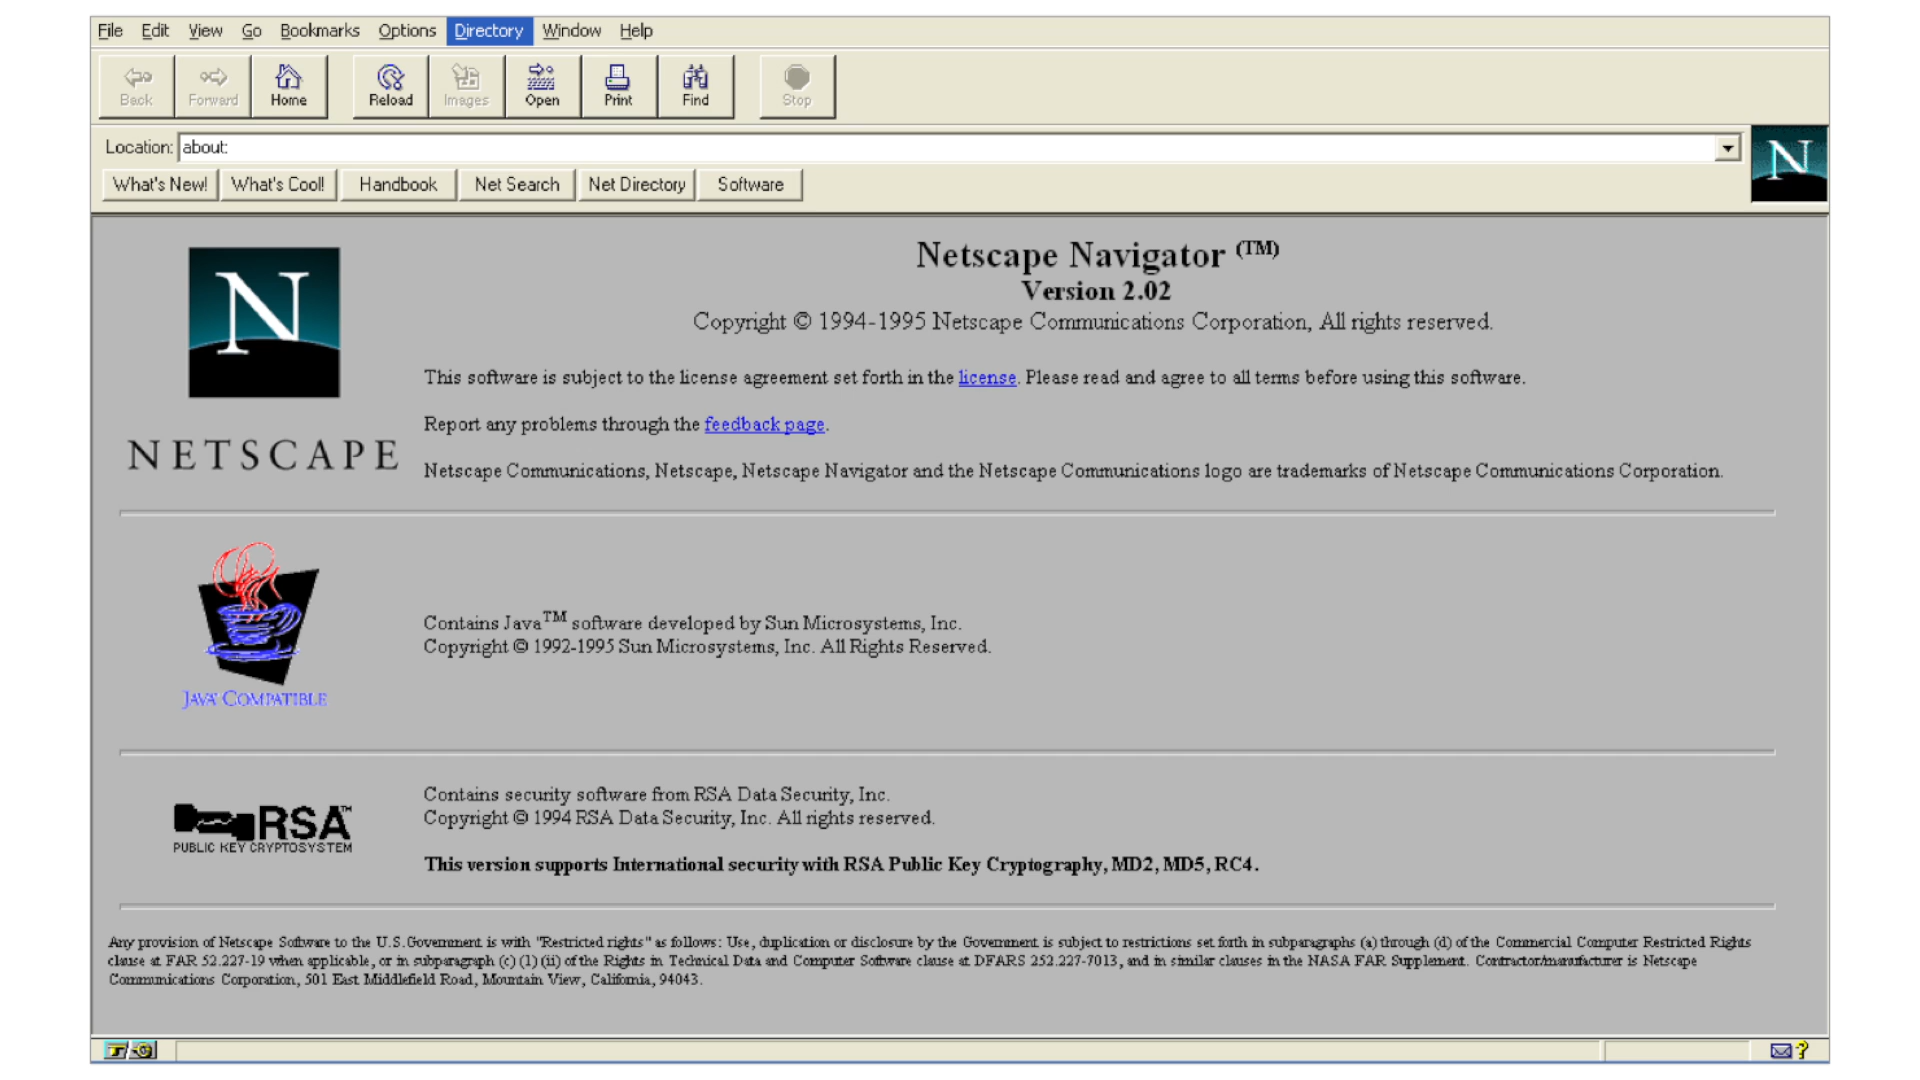 File Edit View Go Bookmarks Options Directory Window Help
Back Forward Home Reload Images Open Print Find Stop
Location: about:
N
What's New! What's Cool! Handbook Net Search Net Directory Software
N
NETSCAPE
Netscape Navigator (TM)
Version 2.02
Copyright © 1994-1995 Netscape Communications Corporation, All rights reserved.
This software is subject to the license agreement set forth in the license. Please read and agree to all terms before using this software.
Report any problems through the feedback page.
Netscape Communications, Netscape, Netscape Navigator and the Netscape Communications logo are trademarks of Netscape Communications Corporation.
JAVA COMPATIBLE
Contains Java™ software developed by Sun Microsystems, Inc.
Copyright © 1992-1995 Sun Microsystems, Inc. All Rights Reserved.
RSA™
PUBLIC KEY CRYPTOSYSTEM
Contains security software from RSA Data Security, Inc.
Copyright © 1994 RSA Data Security, Inc. All rights reserved.
This version supports International security with RSA Public Key Cryptography, MD2, MD5, RC4.
Any provision of Netscape Software to the U.S.Government is with "Restricted rights" as follows: Use, duplication or disclosure by the Government is subject to restrictions set forth in subparagraphs (a) through (d) of the Commercial Computer Restricted Rights
clause at FAR 52.227-19 when applicable, or in subparagraph (c) (1) (ii) of the Rights in Technical Data and Computer Software clause at DFARS 252.227-7013, and in similar clauses in the NASA FAR Supplement. Contractor/manufacturer is Netscape
Communications Corporation, 501 East Middlefield Road, Mountain View, California, 94043.
?